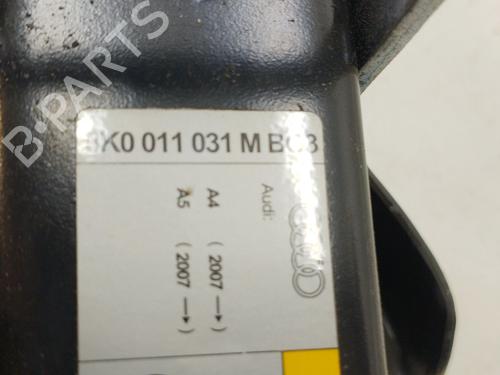 8K0 011 031 M BC3
Audi:
A4 ( 2007 → )
A5 ( 2007 → )
B-PARTS